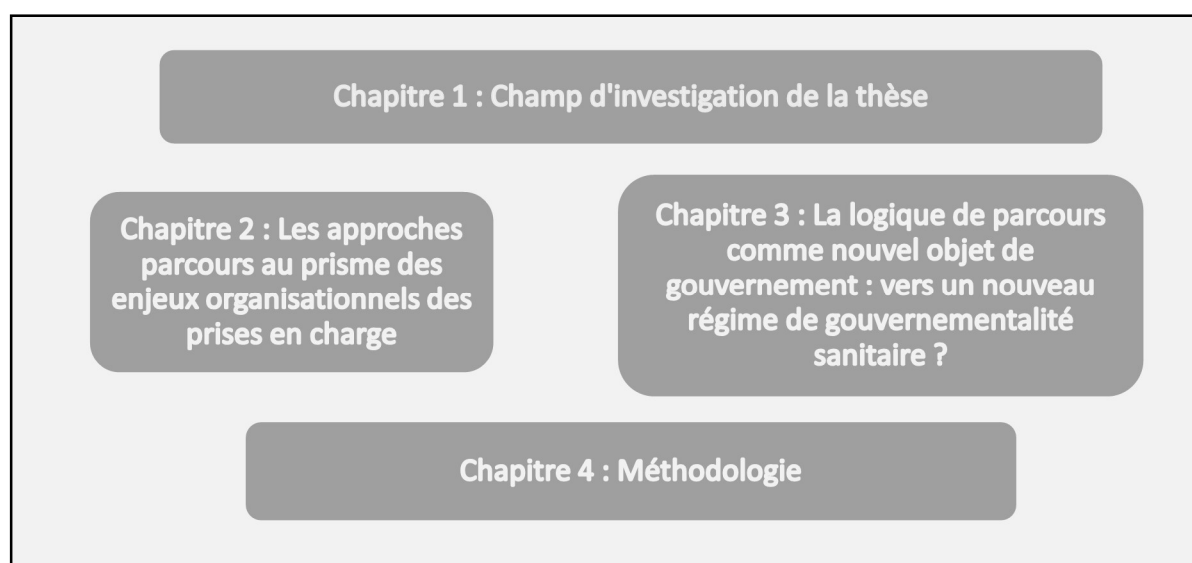 Chapitre 1 : Champ d'investigation de la thèse
Chapitre 2 : Les approches
parcours au prisme des
enjeux organisationnels des
prises en charge
Chapitre 3 : La logique de parcours
comme nouvel objet de
gouvernement : vers un nouveau
régime de gouvernementalité
sanitaire ?
Chapitre 4 : Méthodologie